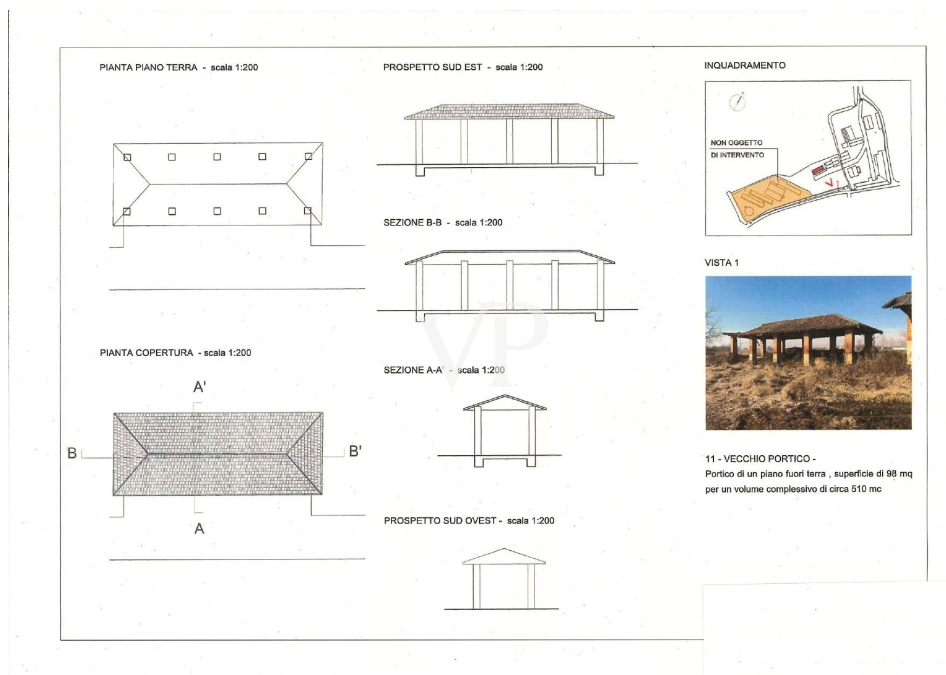 PIANTA PIANO TERRA - scala 1:200
PIANTA COPERTURA - scala 1:200
A'
B
B'
A
PROSPETTO SUD EST - scala 1:200
SEZIONE B-B - scala 1:200
SEZIONE A-A' - scala 1:200
PROSPETTO SUD OVEST - scala 1:200
VP
INQUADRAMENTO
NON OGGETTO
DI INTERVENTO
V1
VISTA 1
11 - VECCHIO PORTICO -
Portico di un piano fuori terra , superficie di 98 mq
per un volume complessivo di circa 510 mc